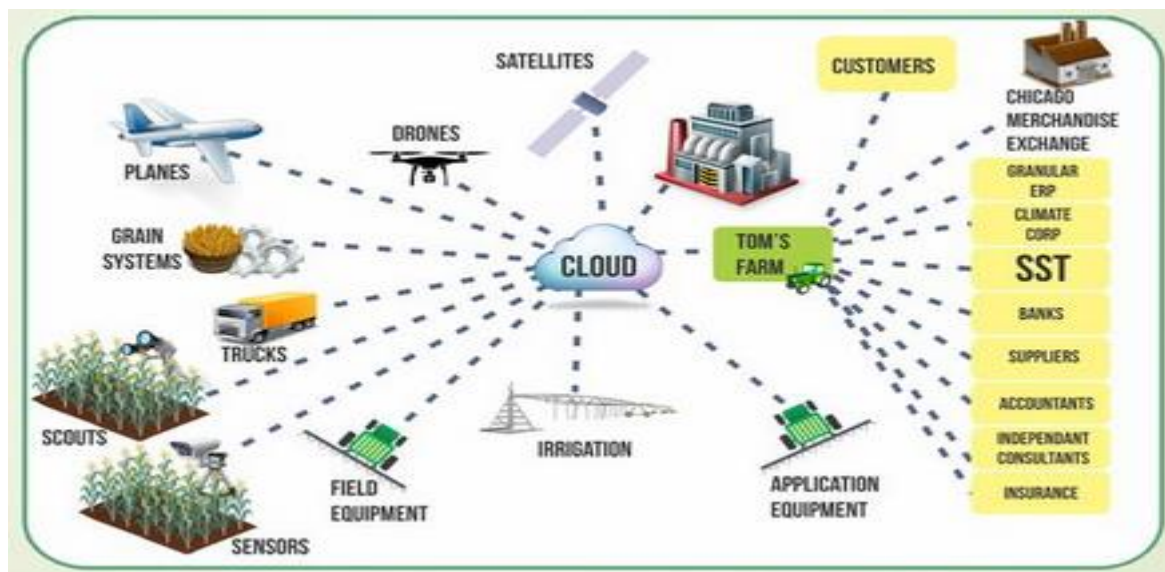 SATELLITES
CUSTOMERS
CHICAGO
MERCHANDISE
EXCHANGE
DRONES
PLANES
GRANULAR
ERP
CLIMATE
CORP
GRAIN
SYSTEMS
CLOUD
TOM'S
FARM
SST
BANKS
TRUCKS
SUPPLIERS
ACCOUNTANTS
SCOUTS
IRRIGATION
INDEPENDANT
CONSULTANTS
FIELD
EQUIPMENT
APPLICATION
EQUIPMENT
INSURANCE
SENSORS